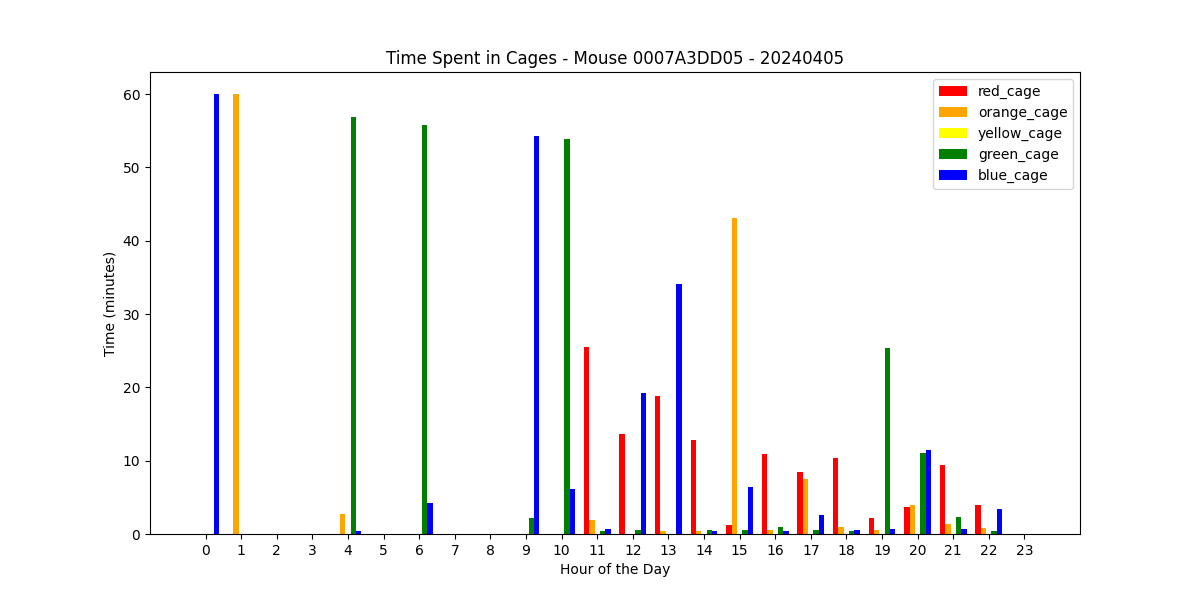 Time Spent in Cages - Mouse 0007A3DD05 - 20240405
red_cage
orange_cage
yellow_cage
green_cage
blue_cage
60
50
40
30
20
10
0
Time (minutes)
0 1 2 3 4 5 6 7 8 9 10 11 12 13 14 15 16 17 18 19 20 21 22 23
Hour of the Day